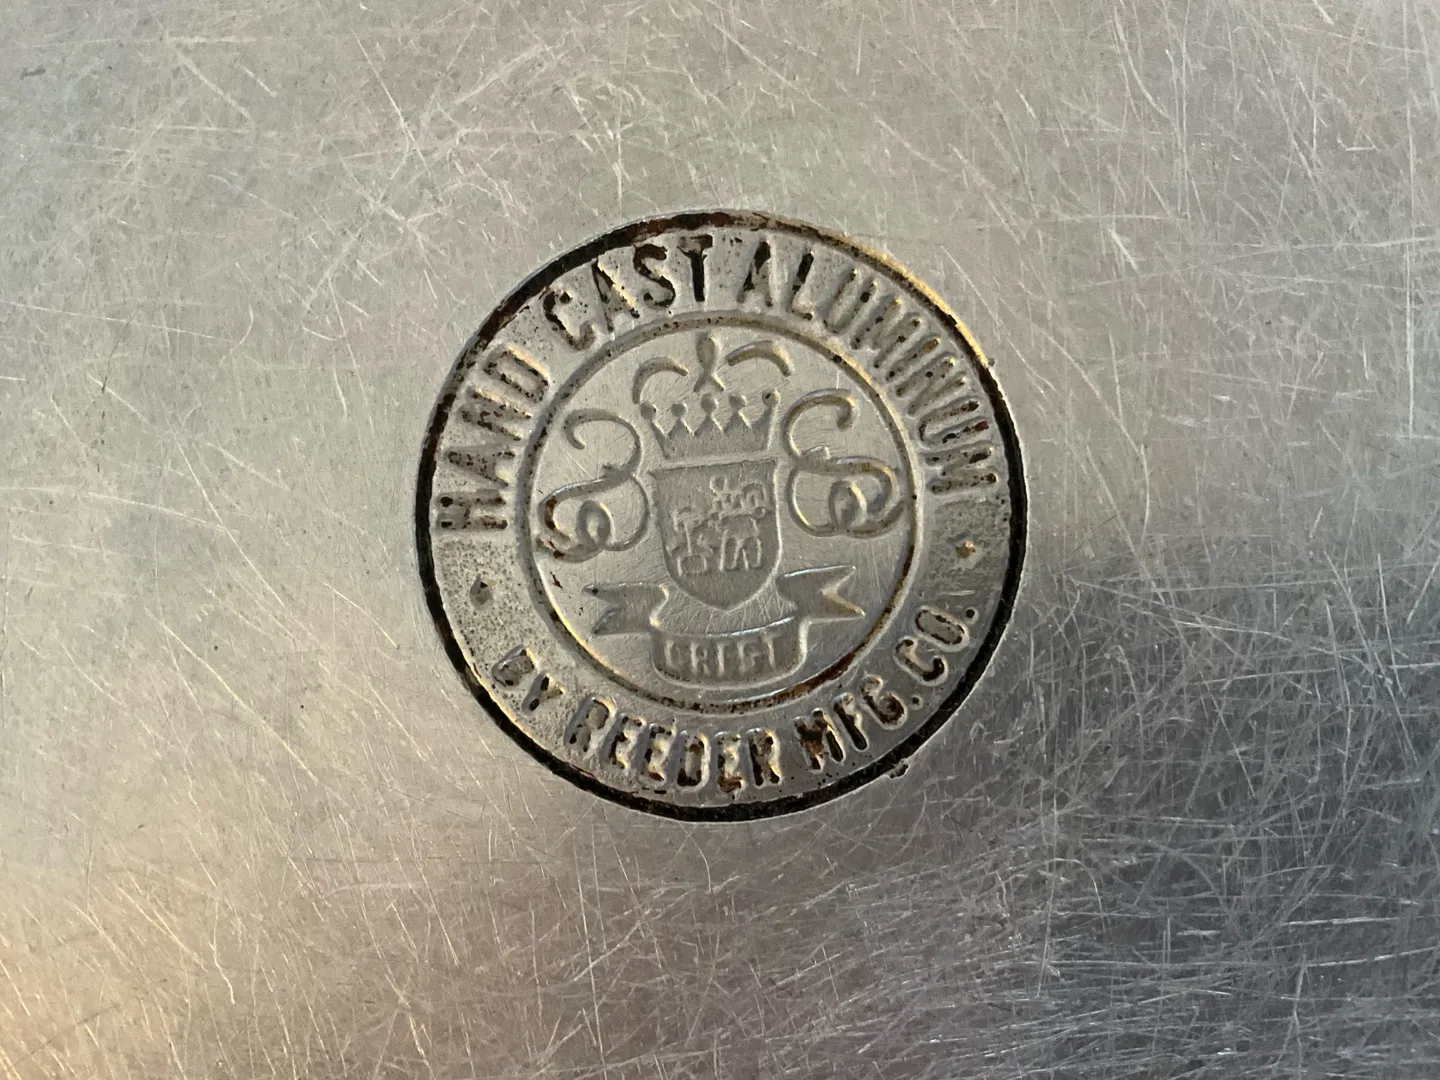 HAND CAST ALUMINUM
CREST
BY REEDER MFG. CO.